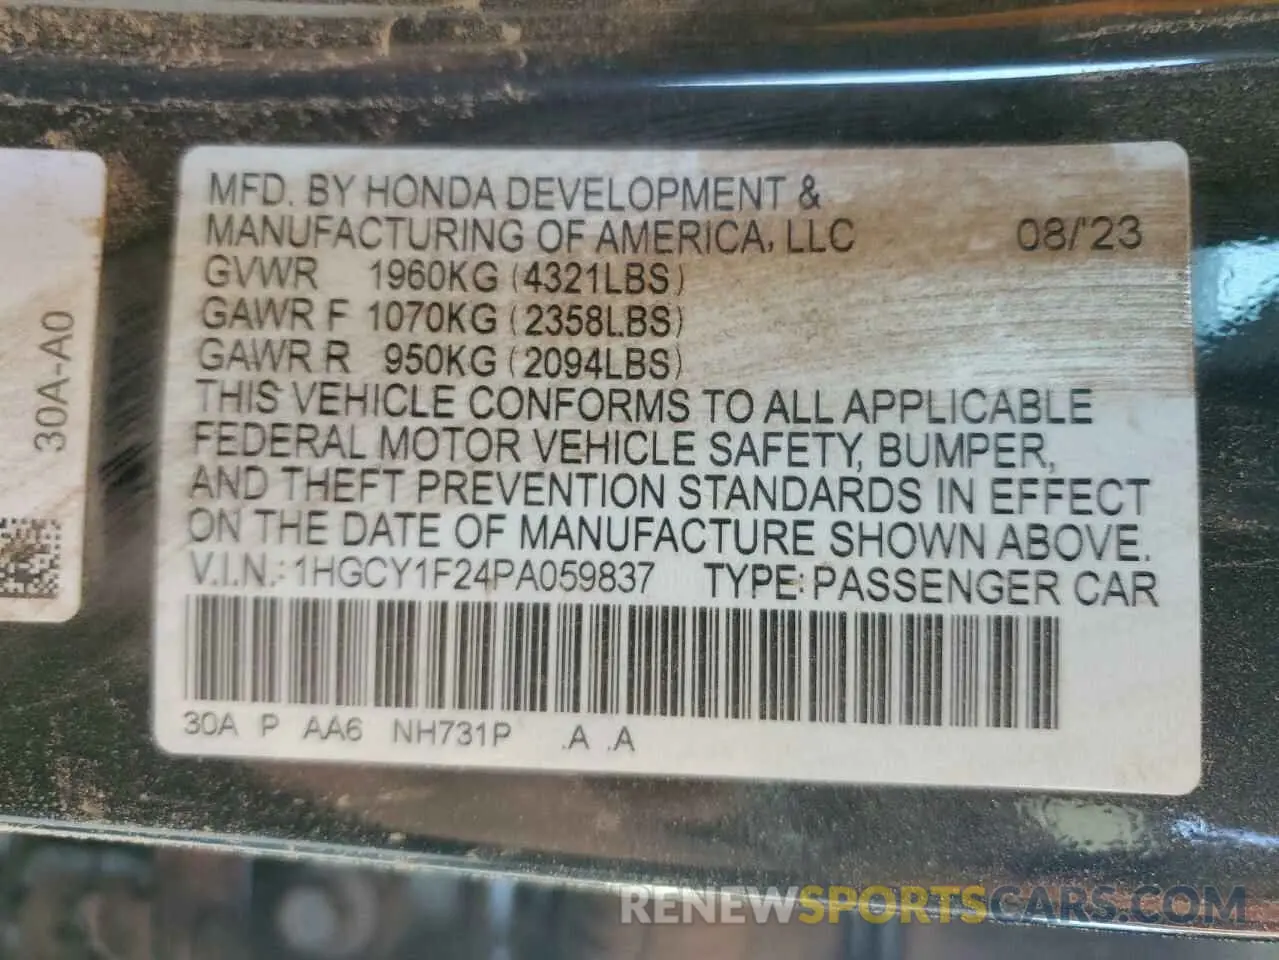 MFD. BY HONDA DEVELOPMENT &
MANUFACTURING OF AMERICA, LLC 08/'23
GVWR 1960KG (4321LBS)
GAWR F 1070KG (2358LBS)
GAWR R 950KG (2094LBS)
THIS VEHICLE CONFORMS TO ALL APPLICABLE
FEDERAL MOTOR VEHICLE SAFETY, BUMPER,
AND THEFT PREVENTION STANDARDS IN EFFECT
ON THE DATE OF MANUFACTURE SHOWN ABOVE.
V.I.N.: 1HGCY1F24PA059837 TYPE: PASSENGER CAR
30A P AA6 NH731P .A .A
30A-A0
RENEWSPORTSCARS.COM